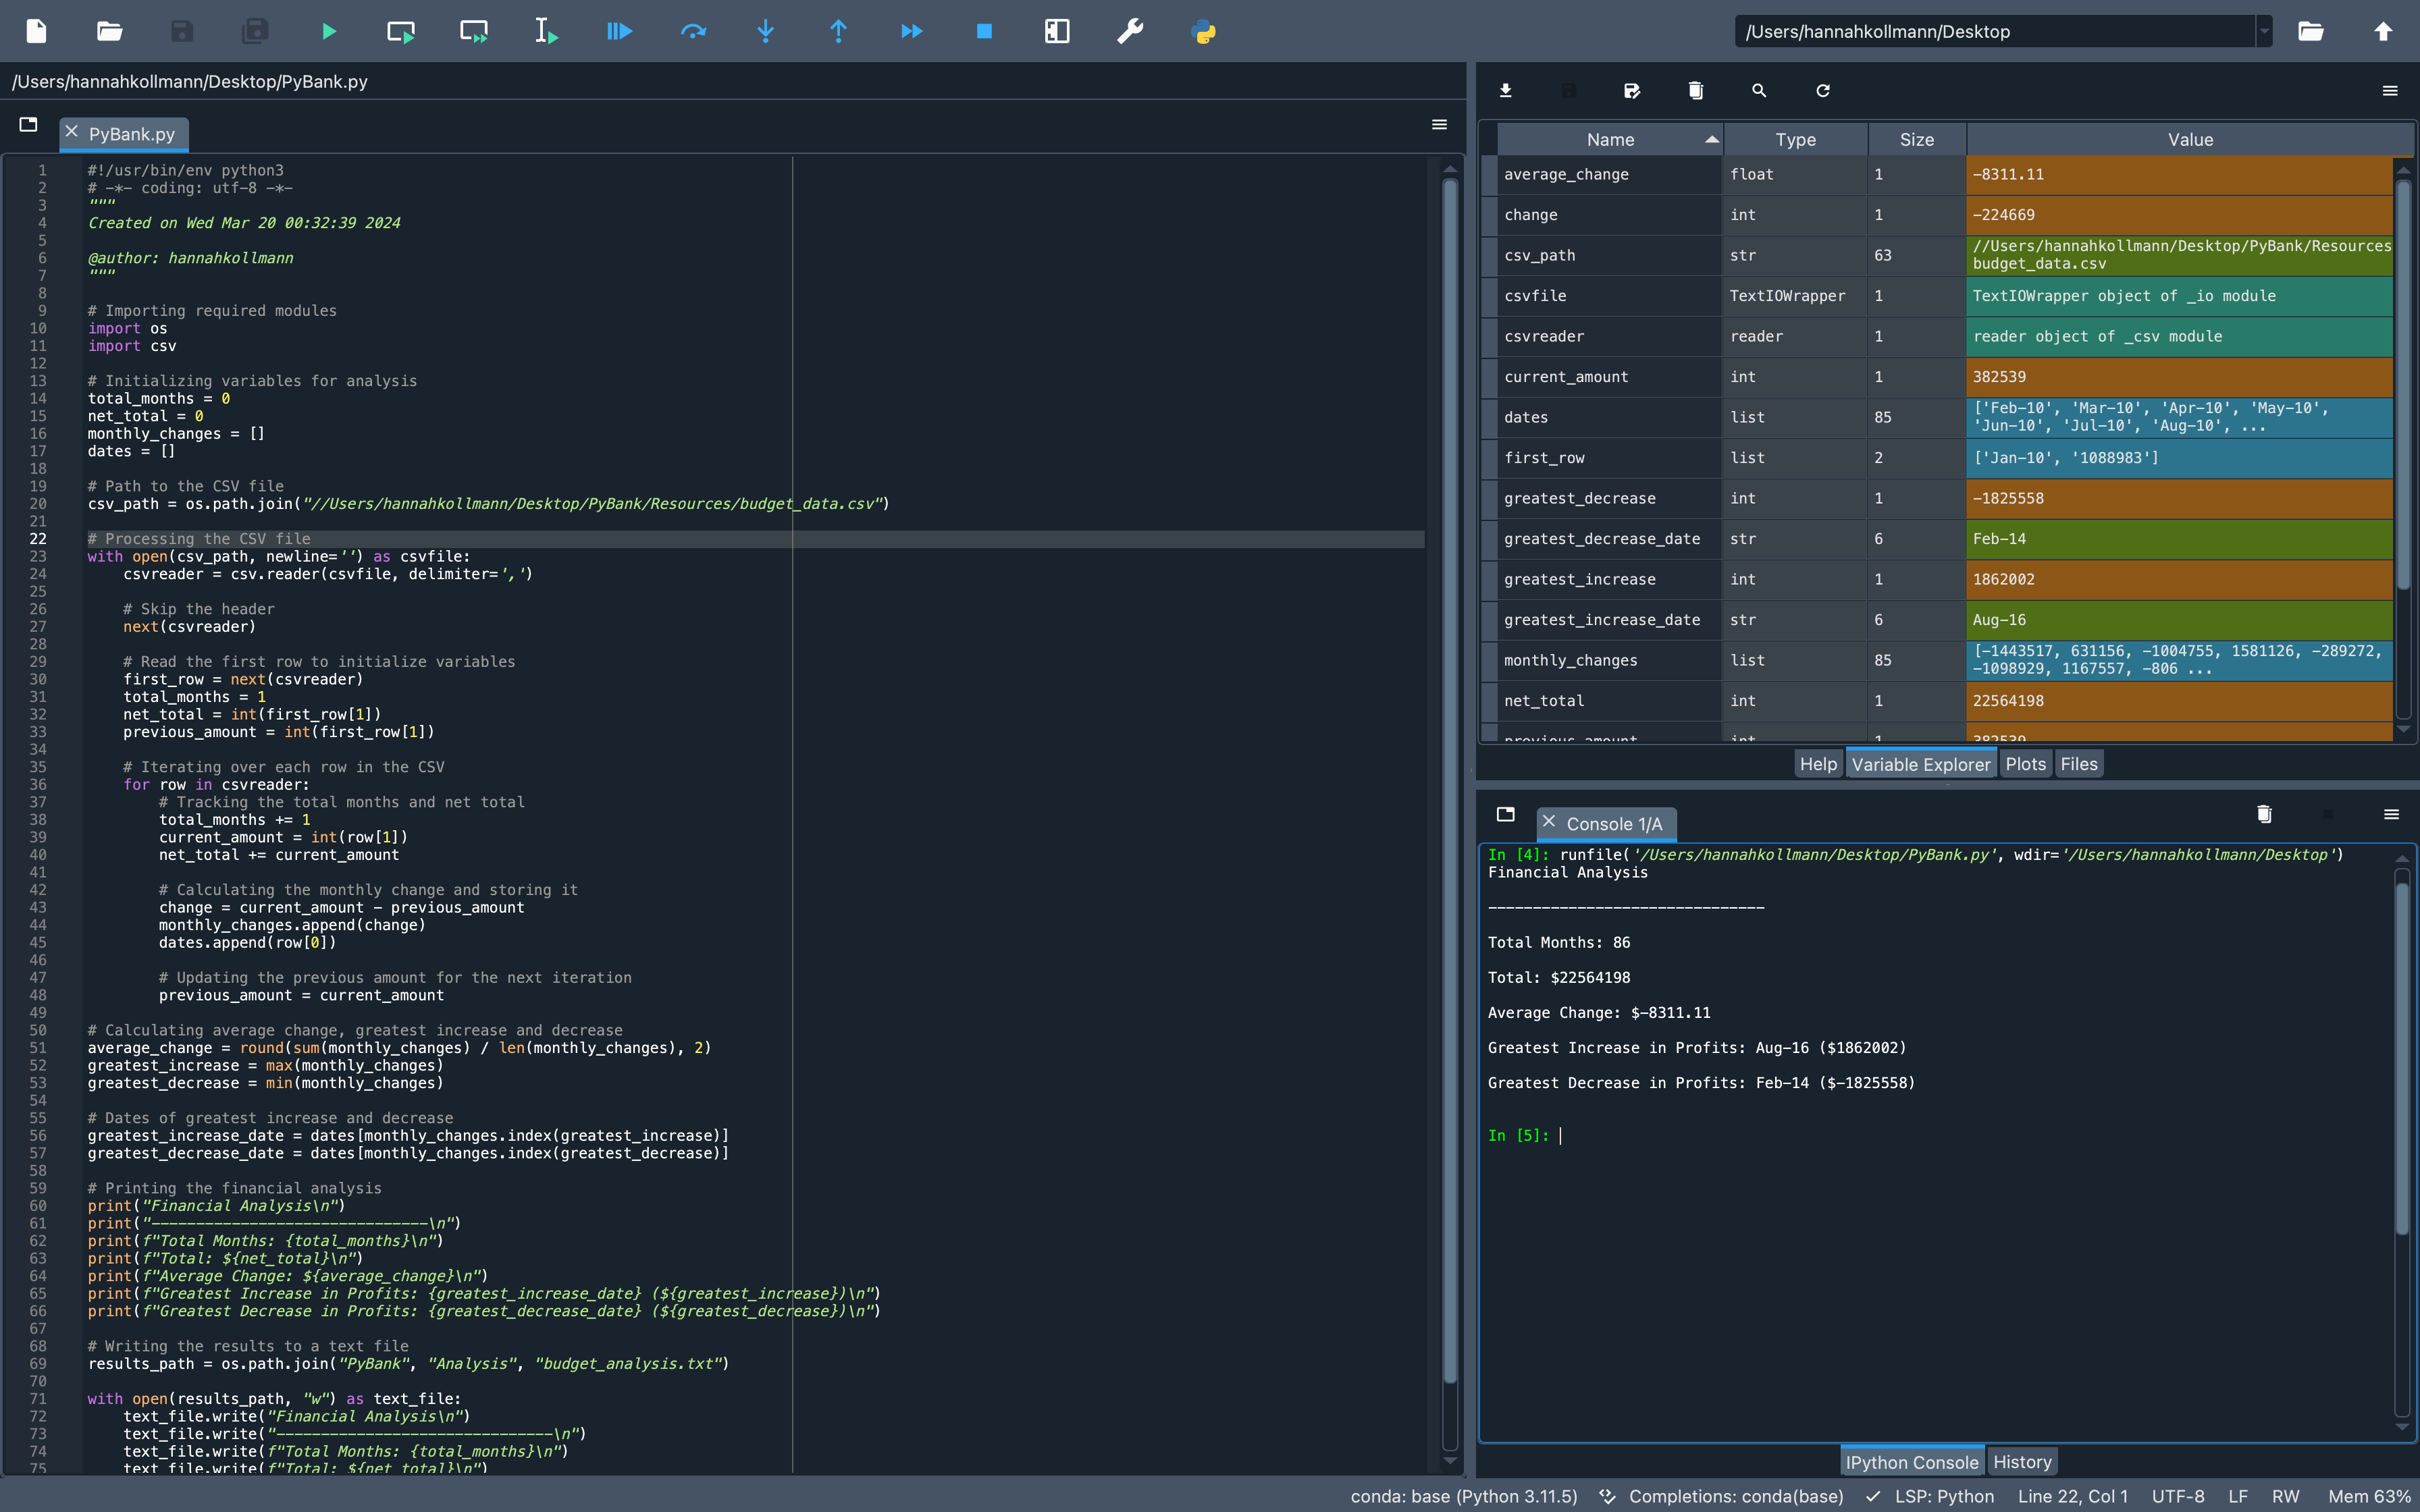 /Users/hannahkollmann/Desktop
/Users/hannahkollmann/Desktop/PyBank.py
PyBank.py
1 #!/usr/bin/env python3
2 # -*- coding: utf-8 -*-
3 """
4 Created on Wed Mar 20 00:32:39 2024
5
6 @author: hannahkollmann
7 """
8
9 # Importing required modules
10 import os
11 import csv
12
13 # Initializing variables for analysis
14 total_months = 0
15 net_total = 0
16 monthly_changes = []
17 dates = []
18
19 # Path to the CSV file
20 csv_path = os.path.join("//Users/hannahkollmann/Desktop/PyBank/Resources/budget_data.csv")
21
22 # Processing the CSV file
23 with open(csv_path, newline='') as csvfile:
24     csvreader = csv.reader(csvfile, delimiter=',')
25
26     # Skip the header
27     next(csvreader)
28
29     # Read the first row to initialize variables
30     first_row = next(csvreader)
31     total_months = 1
32     net_total = int(first_row[1])
33     previous_amount = int(first_row[1])
34
35     # Iterating over each row in the CSV
36     for row in csvreader:
37         # Tracking the total months and net total
38         total_months += 1
39         current_amount = int(row[1])
40         net_total += current_amount
41
42         # Calculating the monthly change and storing it
43         change = current_amount - previous_amount
44         monthly_changes.append(change)
45         dates.append(row[0])
46
47         # Updating the previous amount for the next iteration
48         previous_amount = current_amount
49
50 # Calculating average change, greatest increase and decrease
51 average_change = round(sum(monthly_changes) / len(monthly_changes), 2)
52 greatest_increase = max(monthly_changes)
53 greatest_decrease = min(monthly_changes)
54
55 # Dates of greatest increase and decrease
56 greatest_increase_date = dates[monthly_changes.index(greatest_increase)]
57 greatest_decrease_date = dates[monthly_changes.index(greatest_decrease)]
58
59 # Printing the financial analysis
60 print("Financial Analysis\n")
61 print("-------------------------------\n")
62 print(f"Total Months: {total_months}\n")
63 print(f"Total: ${net_total}\n")
64 print(f"Average Change: ${average_change}\n")
65 print(f"Greatest Increase in Profits: {greatest_increase_date} (${greatest_increase})\n")
66 print(f"Greatest Decrease in Profits: {greatest_decrease_date} (${greatest_decrease})\n")
67
68 # Writing the results to a text file
69 results_path = os.path.join("PyBank", "Analysis", "budget_analysis.txt")
70
71 with open(results_path, "w") as text_file:
72     text_file.write("Financial Analysis\n")
73     text_file.write("-------------------------------\n")
74     text_file.write(f"Total Months: {total_months}\n")
75     text_file.write(f"Total: ${net_total}\n")
Name Type Size Value
average_change float 1 -8311.11
change int 1 -224669
csv_path str 63 //Users/hannahkollmann/Desktop/PyBank/Resources
budget_data.csv
csvfile TextIOWrapper 1 TextIOWrapper object of _io module
csvreader reader 1 reader object of _csv module
current_amount int 1 382539
dates list 85 ['Feb-10', 'Mar-10', 'Apr-10', 'May-10',
'Jun-10', 'Jul-10', 'Aug-10', ...
first_row list 2 ['Jan-10', '1088983']
greatest_decrease int 1 -1825558
greatest_decrease_date str 6 Feb-14
greatest_increase int 1 1862002
greatest_increase_date str 6 Aug-16
monthly_changes list 85 [-1443517, 631156, -1004755, 1581126, -289272,
-1098929, 1167557, -806 ...
net_total int 1 22564198
previous_amount int 1 382539
Help Variable Explorer Plots Files
Console 1/A
In [4]: runfile('/Users/hannahkollmann/Desktop/PyBank.py', wdir='/Users/hannahkollmann/Desktop')
Financial Analysis
-------------------------------
Total Months: 86
Total: $22564198
Average Change: $-8311.11
Greatest Increase in Profits: Aug-16 ($1862002)
Greatest Decrease in Profits: Feb-14 ($-1825558)
In [5]:
IPython Console History
conda: base (Python 3.11.5) Completions: conda(base) LSP: Python Line 22, Col 1 UTF-8 LF RW Mem 63%